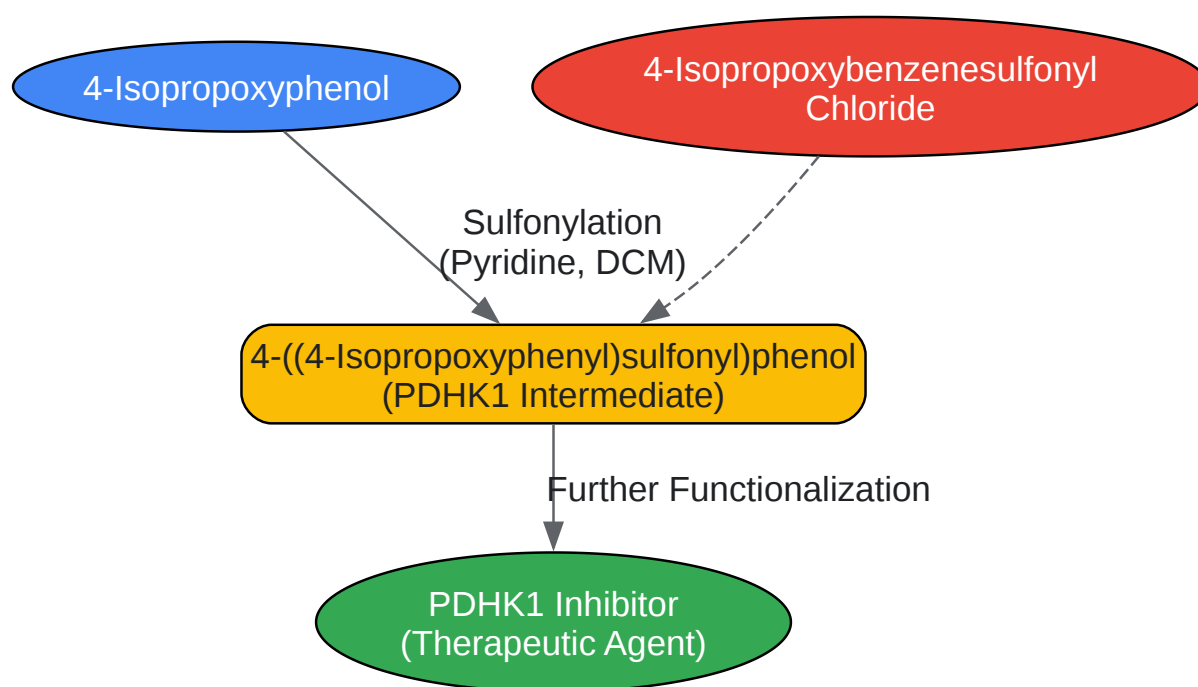 4-Isopropoxyphenol
4-Isopropoxybenzenesulfonyl
Chloride
Sulfonylation
(Pyridine, DCM)
4-((4-Isopropoxyphenyl)sulfonyl)phenol
(PDHK1 Intermediate)
Further Functionalization
PDHK1 Inhibitor
(Therapeutic Agent)